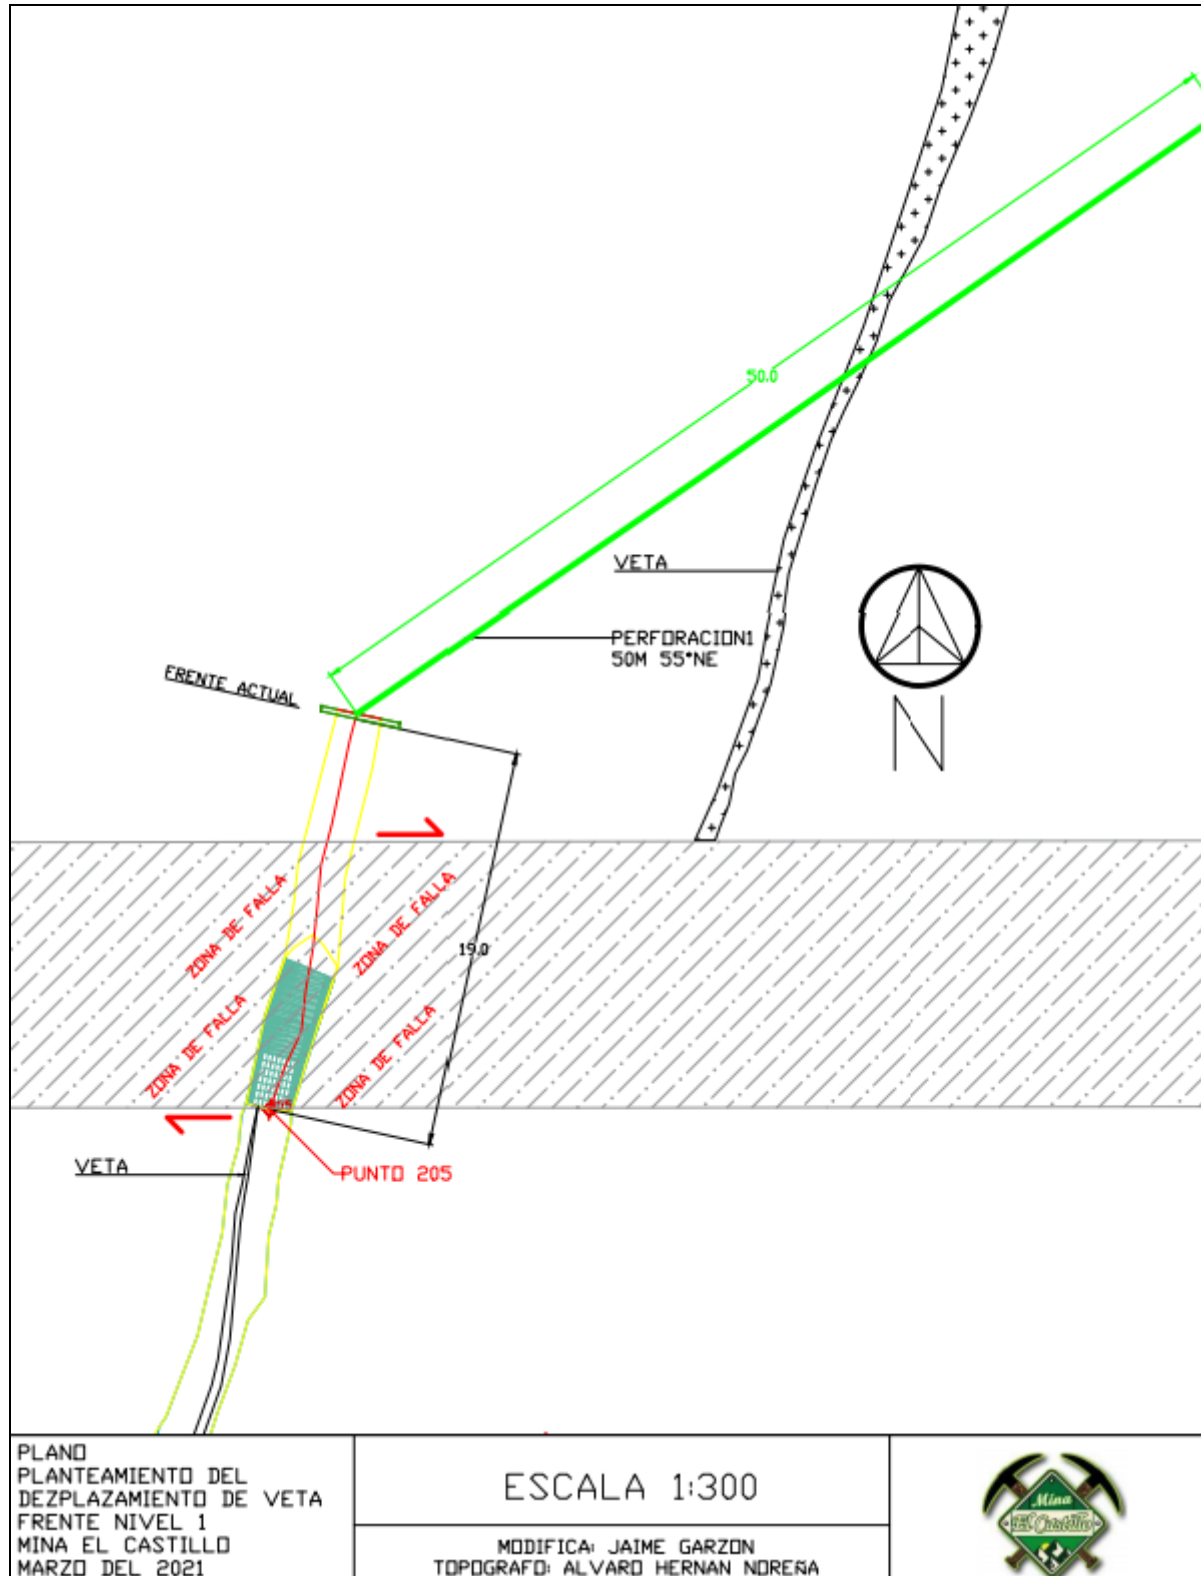 50.0
VETA
PERFORACION1
50M 55°NE
FRENTE ACTUAL
N
ZONA DE FALLA
ZONA DE FALLA
19.0
ZONA DE FALLA
ZONA DE FALLA
VETA
PUNTO 205
PLANO
PLANTEAMIENTO DEL
DEZPLAZAMIENTO DE VETA
FRENTE NIVEL 1
MINA EL CASTILLO
MARZO DEL 2021
ESCALA 1:300
MODIFICA: JAIME GARZON
TOPOGRAFO: ALVARO HERNAN NOREÑA
Mina
El Castillo